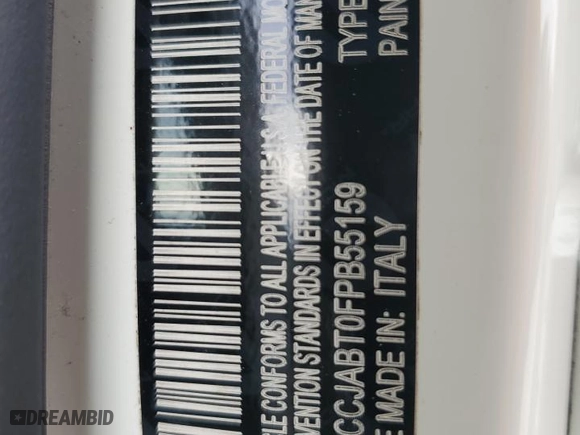 CLE CONFORMS TO ALL APPLICABLE U.S.A. FEDERAL MO
VENTION STANDARDS IN EFFECT ON THE DATE OF MAN
CCJABT0FPB55159 TYPE
MADE IN: ITALY PAIN
DREAMBID